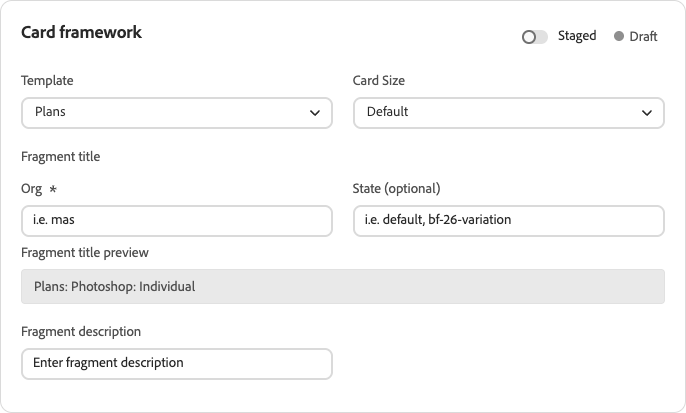 Card framework
Staged
Draft
Template
Card Size
Plans
Default
Fragment title
Org *
State (optional)
i.e. mas
i.e. default, bf-26-variation
Fragment title preview
Plans: Photoshop: Individual
Fragment description
Enter fragment description